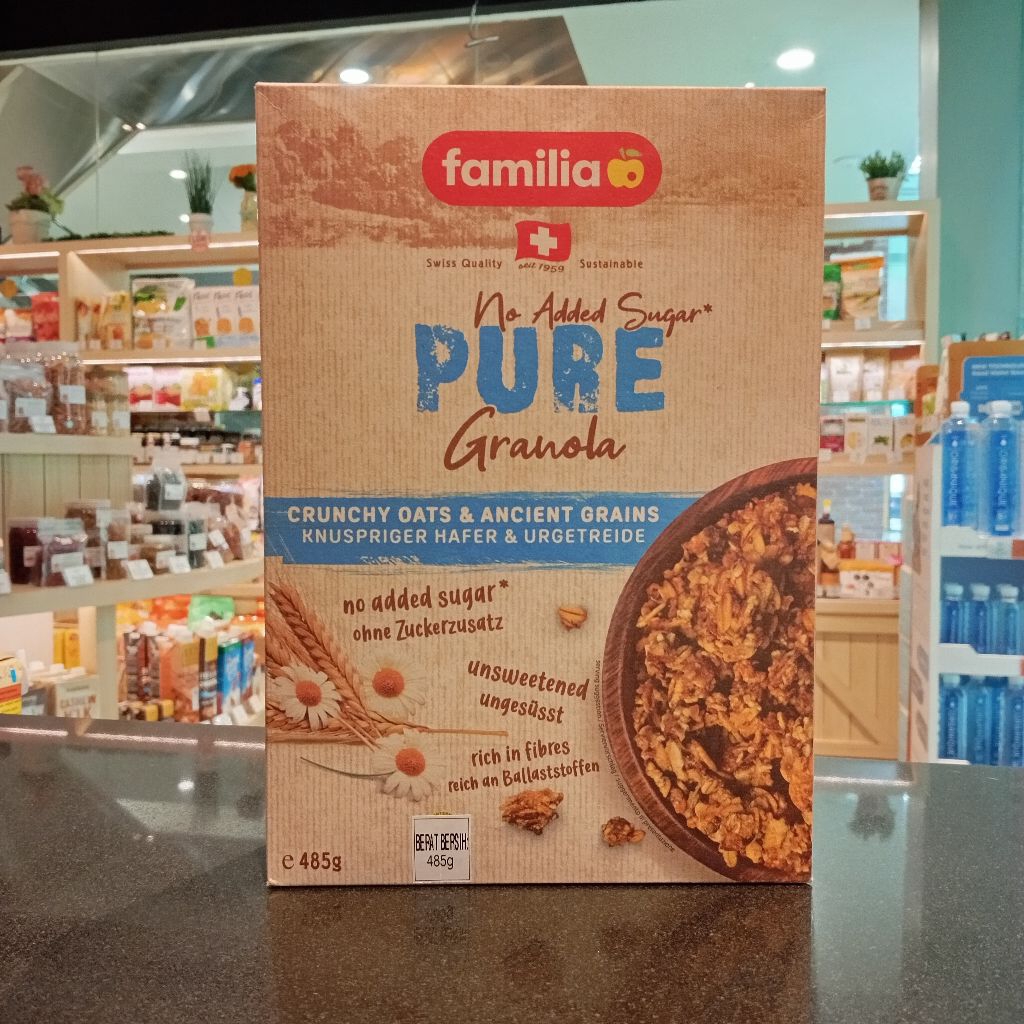 familia
Swiss Quality
seit 1959
Sustainable
No Added Sugar*
PURE
Granola
CRUNCHY OATS & ANCIENT GRAINS
KNUSPRIGER HAFER & URGETREIDE
no added sugar*
ohne Zuckerzusatz
unsweetened
ungesüsst
rich in fibres
reich an Ballaststoffen
e 485g
BERAT BERSIH:
485g